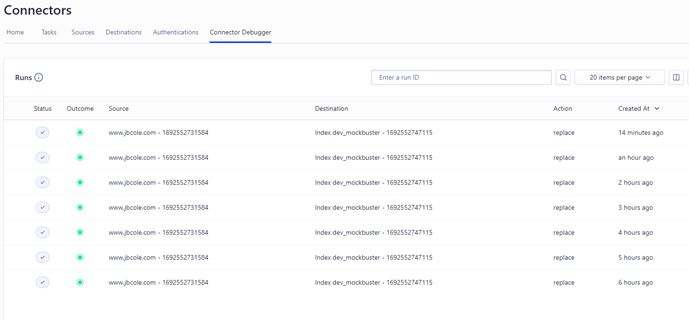 Connectors
Home Tasks Sources Destinations Authentications Connector Debugger
Runs Enter a run ID 20 items per page
Status Outcome Source Destination Action Created At
www.jbcole.com - 1692552731584 Index dev_mockbuster - 1692552747115 replace 14 minutes ago
www.jbcole.com - 1692552731584 Index dev_mockbuster - 1692552747115 replace an hour ago
www.jbcole.com - 1692552731584 Index dev_mockbuster - 1692552747115 replace 2 hours ago
www.jbcole.com - 1692552731584 Index dev_mockbuster - 1692552747115 replace 3 hours ago
www.jbcole.com - 1692552731584 Index dev_mockbuster - 1692552747115 replace 4 hours ago
www.jbcole.com - 1692552731584 Index dev_mockbuster - 1692552747115 replace 5 hours ago
www.jbcole.com - 1692552731584 Index dev_mockbuster - 1692552747115 replace 6 hours ago